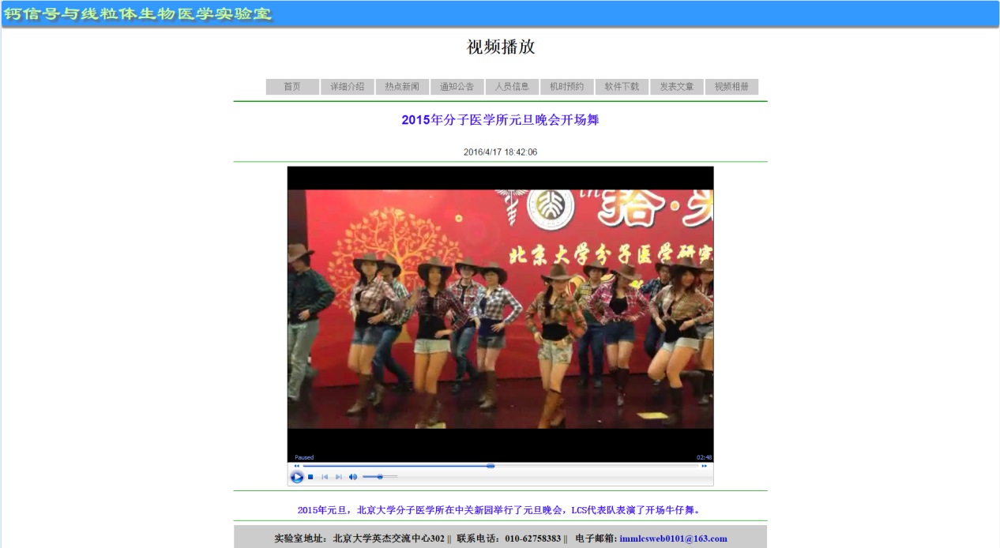 钙信号与线粒体生物医学实验室
视频播放
首页 详细介绍 热点新闻 通知公告 人员信息 机时预约 软件下载 发表文章 视频相册
2015年分子医学所元旦晚会开场舞
2016/4/17 18:42:06
th 拾·
北京大学分子医学研究
Paused 02:48
2015年元旦，北京大学分子医学所在中关新园举行了元旦晚会，LCS代表队表演了开场牛仔舞。
实验室地址：北京大学英杰交流中心302 || 联系电话：010-62758383 || 电子邮箱: immlcsweb0101@163.com